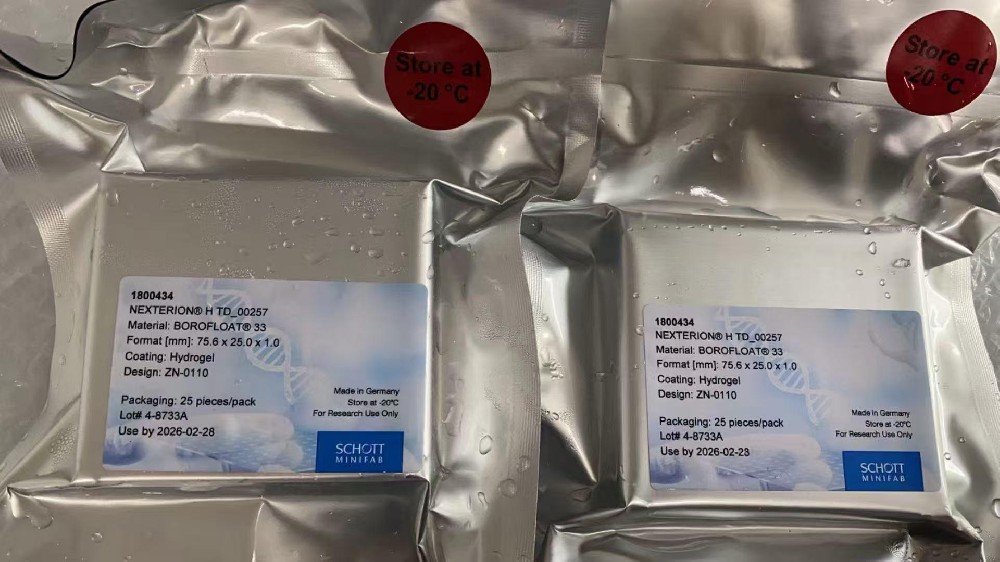 Store at
-20 °C
1800434
NEXTERION® H TD_00257
Material: BOROFLOAT® 33
Format [mm]: 75.6 x 25.0 x 1.0
Coating: Hydrogel
Design: ZN-0110
Packaging: 25 pieces/pack
Lot# 4-8733A
Use by 2026-02-28
Made in Germany
Store at -20°C
For Research Use Only
SCHOTT
MINIFAB
Store at
-20 °C
1800434
NEXTERION® H TD_00257
Material: BOROFLOAT® 33
Format [mm]: 75.6 x 25.0 x 1.0
Coating: Hydrogel
Design: ZN-0110
Packaging: 25 pieces/pack
Lot# 4-8733A
Use by 2026-02-28
Made in Germany
Store at -20°C
For Research Use Only
SCHOTT
MINIFAB